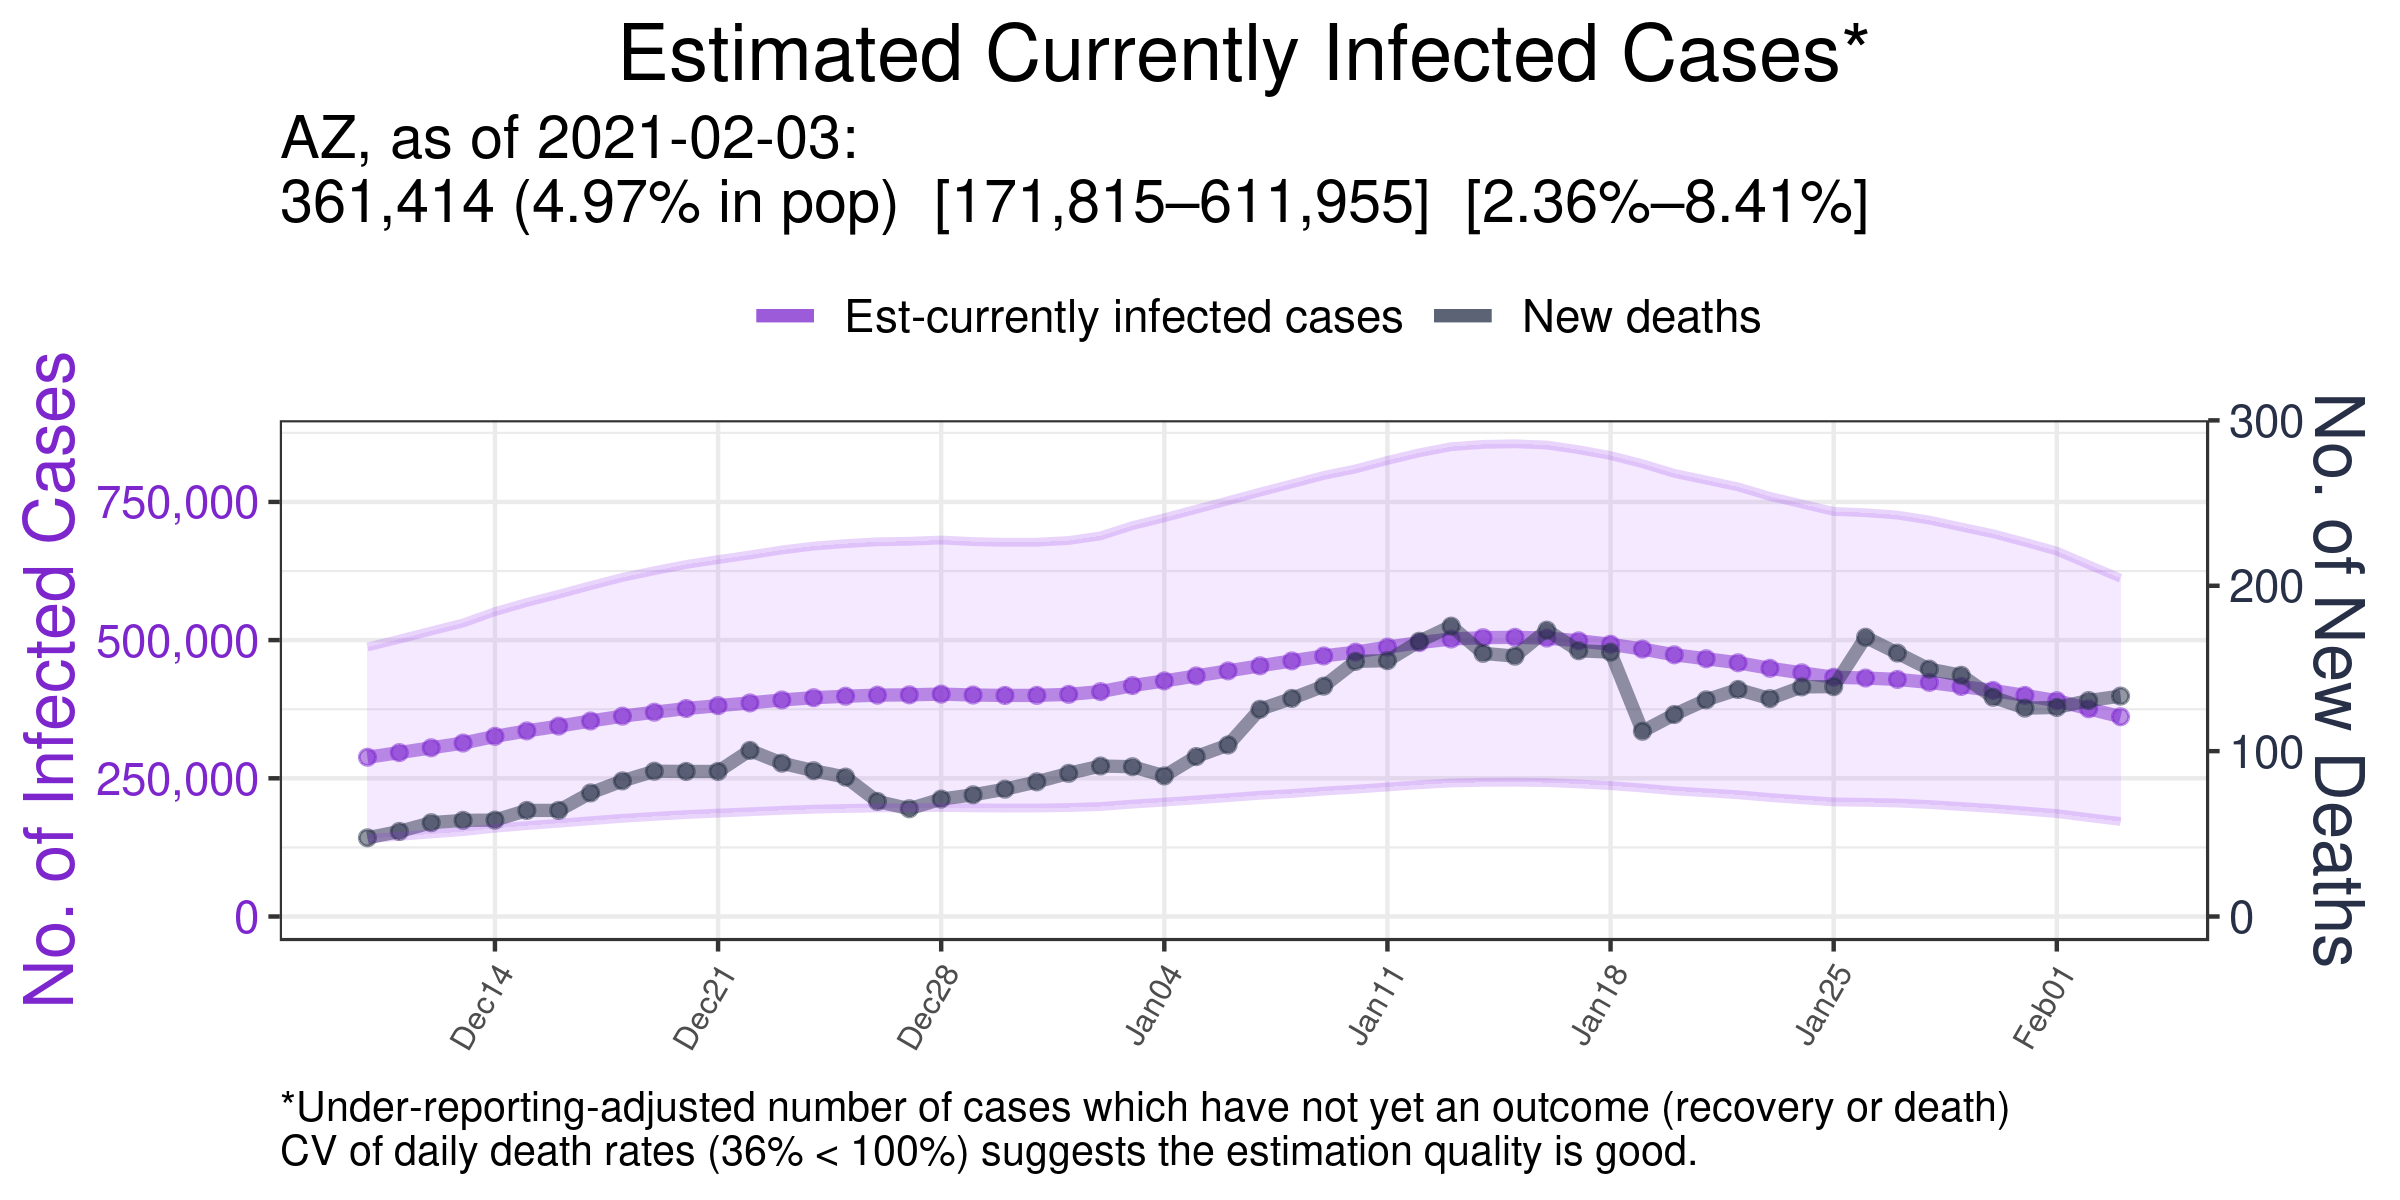 Estimated Currently Infected Cases*
AZ, as of 2021-02-03:
361,414 (4.97% in pop) [171,815–611,955] [2.36%–8.41%]
Est-currently infected cases
New deaths
No. of Infected Cases
750,000
500,000
250,000
0
300
200
100
0
No. of New Deaths
Dec14
Dec21
Dec28
Jan04
Jan11
Jan18
Jan25
Feb01
*Under-reporting-adjusted number of cases which have not yet an outcome (recovery or death)
CV of daily death rates (36% < 100%) suggests the estimation quality is good.